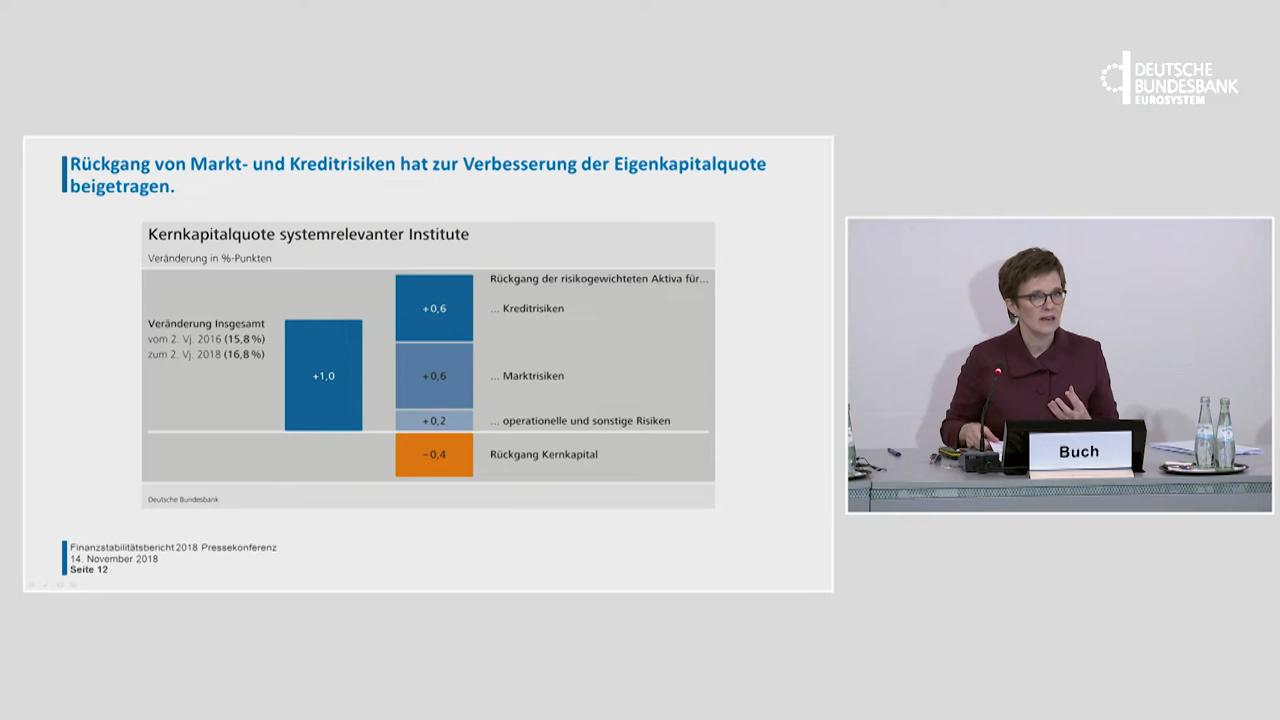 DEUTSCHE
BUNDESBANK
EUROSYSTEM
Rückgang von Markt- und Kreditrisiken hat zur Verbesserung der Eigenkapitalquote
beigetragen.
Kernkapitalquote systemrelevanter Institute
Veränderung in %-Punkten
Rückgang der risikogewichteten Aktiva für...
+0,6
... Kreditrisiken
Veränderung Insgesamt
vom 2. Vj. 2016 (15,8 %)
zum 2. Vj. 2018 (16,8 %)
+1,0
+0,6
... Marktrisiken
+0,2
... operationelle und sonstige Risiken
−0,4
Rückgang Kernkapital
Deutsche Bundesbank
Finanzstabilitätsbericht 2018 Pressekonferenz
14. November 2018
Seite 12
Buch